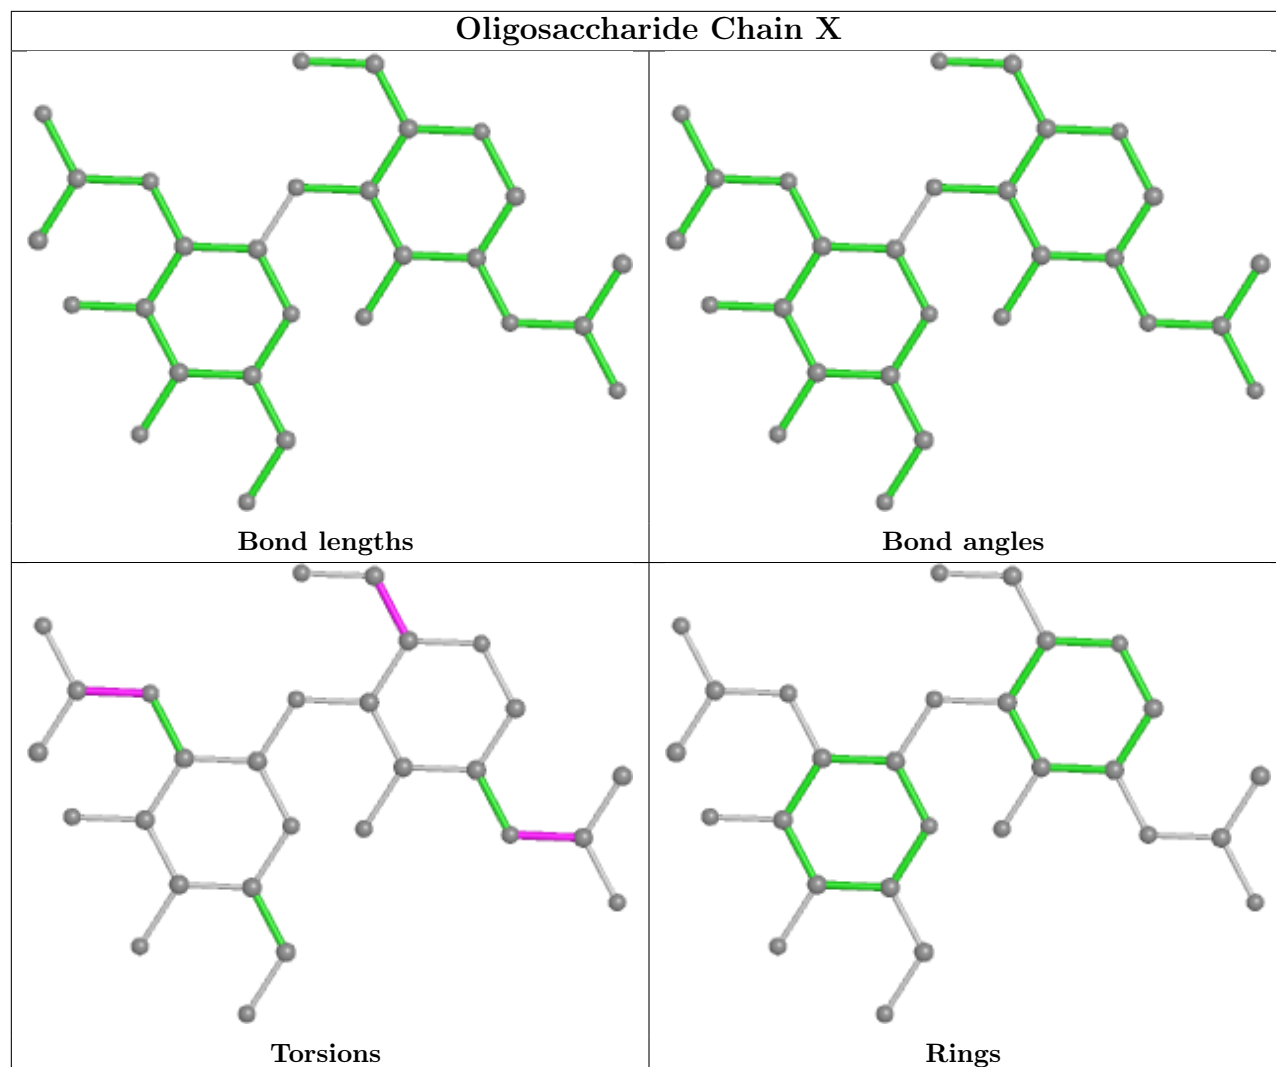 Oligosaccharide Chain X
Bond lengths
Bond angles
Torsions
Rings